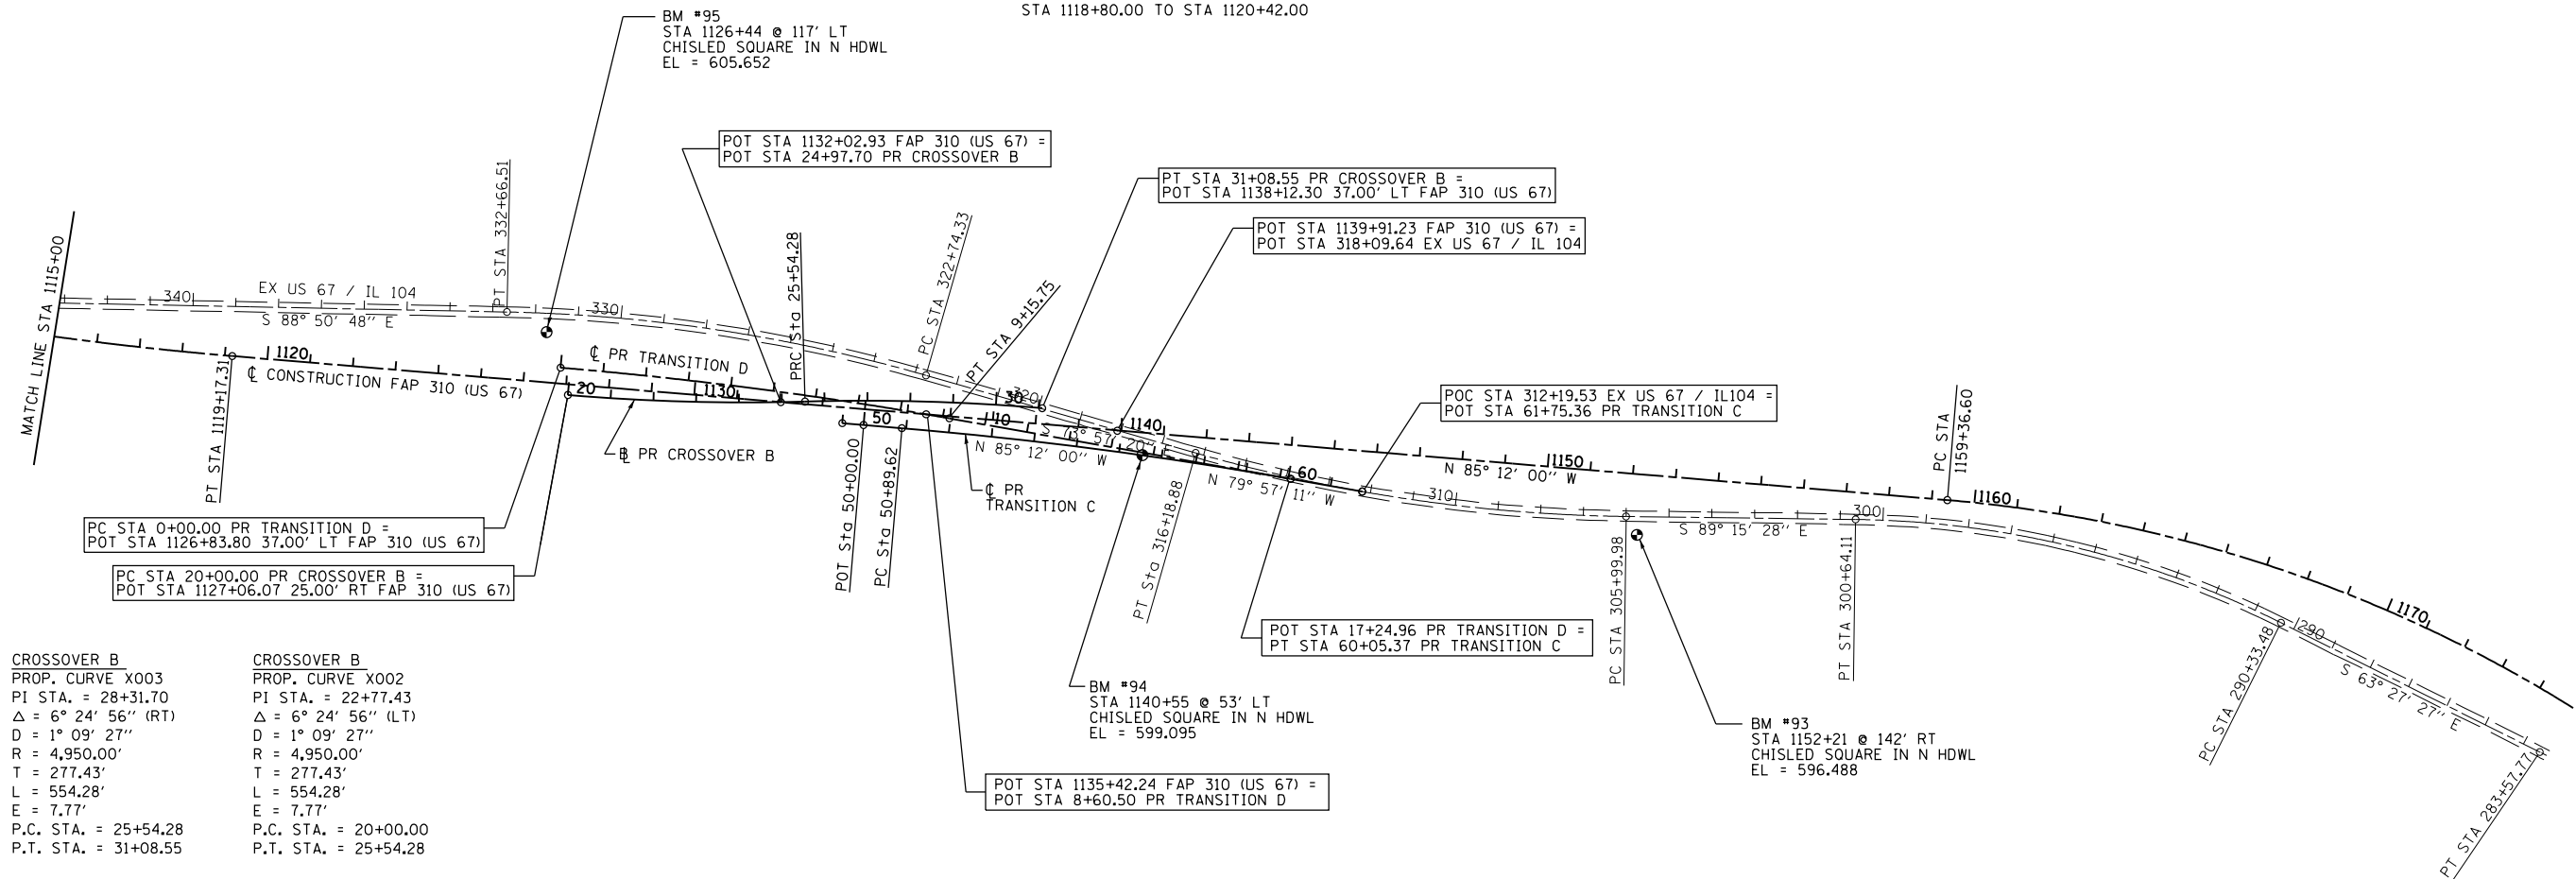 STA 1118+80.00 TO STA 1120+42.00
BM #95
STA 1126+44 @ 117' LT
CHISLED SQUARE IN N HDWL
EL = 605.652
POT STA 1132+02.93 FAP 310 (US 67) =
POT STA 24+97.70 PR CROSSOVER B
PT STA 31+08.55 PR CROSSOVER B =
POT STA 1138+12.30 37.00' LT FAP 310 (US 67)
POT STA 1139+91.23 FAP 310 (US 67) =
POT STA 318+09.64 EX US 67 / IL 104
MATCH LINE STA 1115+00
PT STA 332+66.51
PRC Sta 25+54.28
PC STA 322+74.33
PT STA 9+15.75
340
EX US 67 / IL 104
S 88° 50' 48'' E
330
320
1120
℄ CONSTRUCTION FAP 310 (US 67)
PT STA 1119+17.31
℄ PR TRANSITION D
20
1130
30
50
10
1140
S 73° 57' 20'' E
N 85° 12' 00'' W
B̲L PR CROSSOVER B
℄ PR
TRANSITION C
N 79° 57' 11'' W
60
POC STA 312+19.53 EX US 67 / IL104 =
POT STA 61+75.36 PR TRANSITION C
310
1150
N 85° 12' 00'' W
PC STA
1159+36.60
1160
300
S 89° 15' 28'' E
1170
290
S 63° 27' 27'' E
POT Sta 50+00.00
PC Sta 50+89.62
PT Sta 316+18.88
PC STA 305+99.98
PT STA 300+64.11
PC STA 290+33.48
PT STA 283+57.77
PC STA 0+00.00 PR TRANSITION D =
POT STA 1126+83.80 37.00' LT FAP 310 (US 67)
PC STA 20+00.00 PR CROSSOVER B =
POT STA 1127+06.07 25.00' RT FAP 310 (US 67)
POT STA 17+24.96 PR TRANSITION D =
PT STA 60+05.37 PR TRANSITION C
BM #94
STA 1140+55 @ 53' LT
CHISLED SQUARE IN N HDWL
EL = 599.095
BM #93
STA 1152+21 @ 142' RT
CHISLED SQUARE IN N HDWL
EL = 596.488
POT STA 1135+42.24 FAP 310 (US 67) =
POT STA 8+60.50 PR TRANSITION D
CROSSOVER B
PROP. CURVE X003
PI STA. = 28+31.70
△ = 6° 24' 56'' (RT)
D = 1° 09' 27''
R = 4,950.00'
T = 277.43'
L = 554.28'
E = 7.77'
P.C. STA. = 25+54.28
P.T. STA. = 31+08.55
CROSSOVER B
PROP. CURVE X002
PI STA. = 22+77.43
△ = 6° 24' 56'' (LT)
D = 1° 09' 27''
R = 4,950.00'
T = 277.43'
L = 554.28'
E = 7.77'
P.C. STA. = 20+00.00
P.T. STA. = 25+54.28